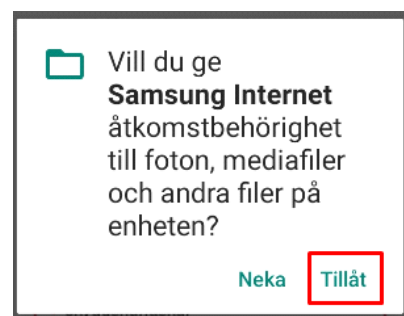 Vill du ge
Samsung Internet
åtkomstbehörighet
till foton, mediafiler
och andra filer på
enheten?
Neka Tillåt